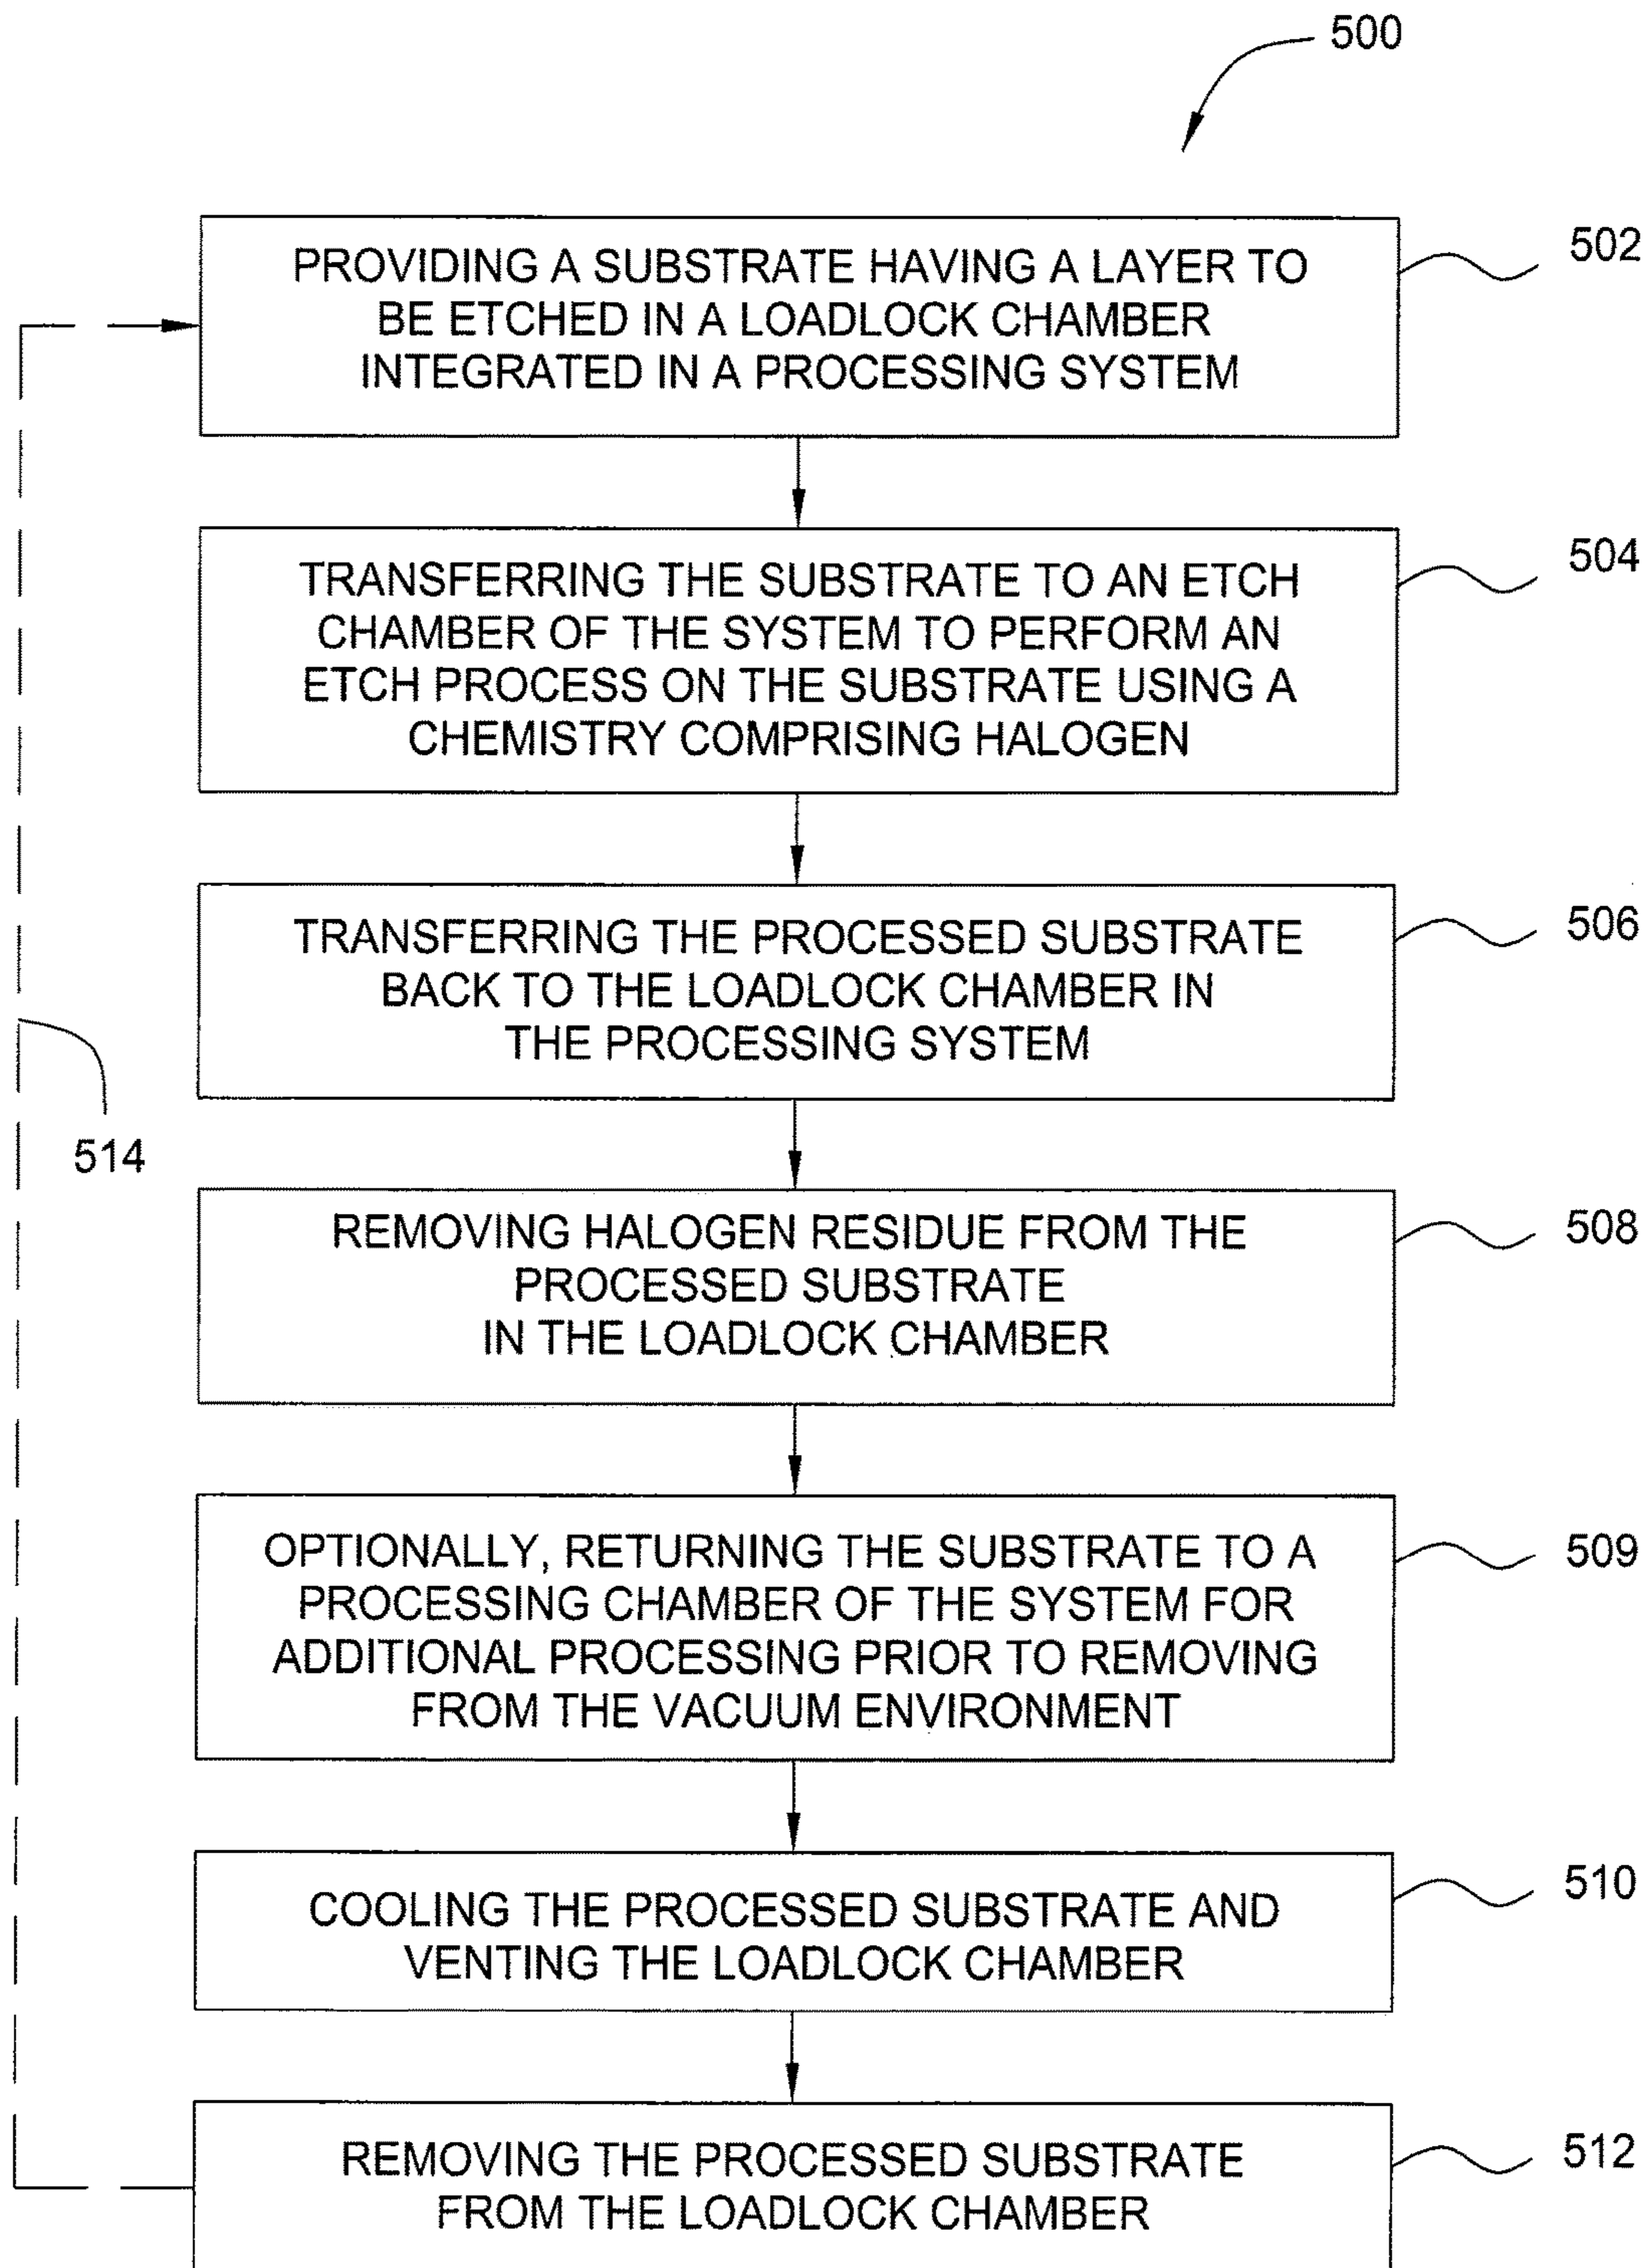 500
PROVIDING A SUBSTRATE HAVING A LAYER TO
BE ETCHED IN A LOADLOCK CHAMBER
INTEGRATED IN A PROCESSING SYSTEM
502
TRANSFERRING THE SUBSTRATE TO AN ETCH
CHAMBER OF THE SYSTEM TO PERFORM AN
ETCH PROCESS ON THE SUBSTRATE USING A
CHEMISTRY COMPRISING HALOGEN
504
TRANSFERRING THE PROCESSED SUBSTRATE
BACK TO THE LOADLOCK CHAMBER IN
THE PROCESSING SYSTEM
506
514
REMOVING HALOGEN RESIDUE FROM THE
PROCESSED SUBSTRATE
IN THE LOADLOCK CHAMBER
508
OPTIONALLY, RETURNING THE SUBSTRATE TO A
PROCESSING CHAMBER OF THE SYSTEM FOR
ADDITIONAL PROCESSING PRIOR TO REMOVING
FROM THE VACUUM ENVIRONMENT
509
COOLING THE PROCESSED SUBSTRATE AND
VENTING THE LOADLOCK CHAMBER
510
REMOVING THE PROCESSED SUBSTRATE
FROM THE LOADLOCK CHAMBER
512